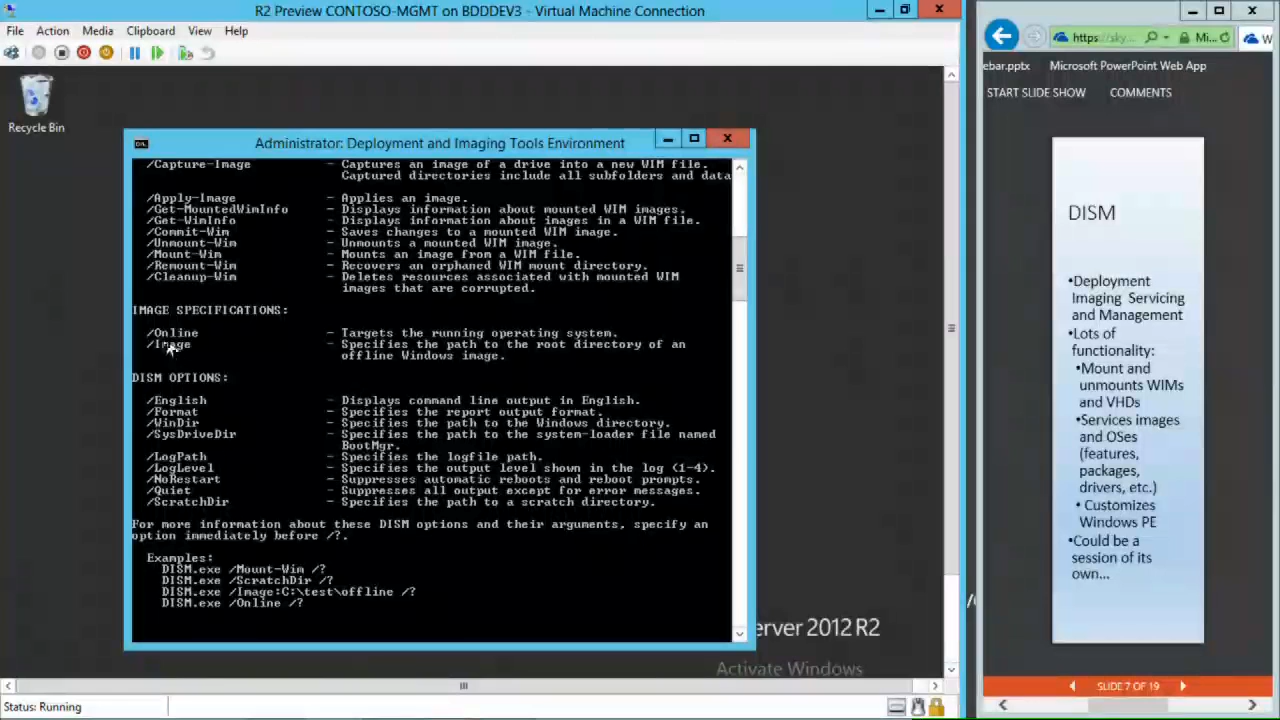 R2 Preview CONTOSO-MGMT on BDDDEV3 - Virtual Machine Connection
File Action Media Clipboard View Help
Recycle Bin
Administrator: Deployment and Imaging Tools Environment
/Capture-Image - Captures an image of a drive into a new WIM file.
Captured directories include all subfolders and data
/Apply-Image - Applies an image.
/Get-MountedWimInfo - Displays information about mounted WIM images.
/Get-WimInfo - Displays information about images in a WIM file.
/Commit-Wim - Saves changes to a mounted WIM image.
/Unmount-Wim - Unmounts a mounted WIM image.
/Mount-Wim - Mounts an image from a WIM file.
/Remount-Wim - Recovers an orphaned WIM mount directory.
/Cleanup-Wim - Deletes resources associated with mounted WIM
images that are corrupted.
IMAGE SPECIFICATIONS:
/Online - Targets the running operating system.
/Image - Specifies the path to the root directory of an
offline Windows image.
DISM OPTIONS:
/English - Displays command line output in English.
/Format - Specifies the report output format.
/WinDir - Specifies the path to the Windows directory.
/SysDriveDir - Specifies the path to the system-loader file named
BootMgr.
/LogPath - Specifies the logfile path.
/LogLevel - Specifies the output level shown in the log (1-4).
/NoRestart - Suppresses automatic reboots and reboot prompts.
/Quiet - Suppresses all output except for error messages.
/ScratchDir - Specifies the path to a scratch directory.
For more information about these DISM options and their arguments, specify an
option immediately before /?.
Examples:
DISM.exe /Mount-Wim /?
DISM.exe /ScratchDir /?
DISM.exe /Image:C:\test\offline /?
DISM.exe /Online /?
erver 2012 R2
Activate Windows
Status: Running
https://sky... Mi...
W
ebar.pptx Microsoft PowerPoint Web App
START SLIDE SHOW COMMENTS
DISM
•Deployment
Imaging Servicing
and Management
•Lots of
functionality:
•Mount and
unmounts WIMs
and VHDs
•Services images
and OSes
(features,
packages,
drivers, etc.)
• Customizes
Windows PE
•Could be a
session of its
own...
SLIDE 7 OF 19